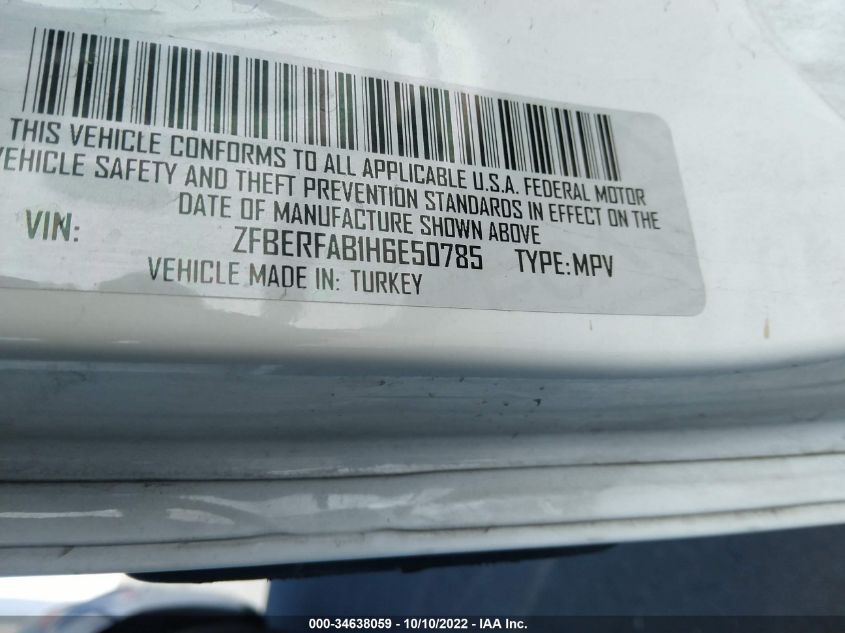 THIS VEHICLE CONFORMS TO ALL APPLICABLE U.S.A. FEDERAL MOTOR
VEHICLE SAFETY AND THEFT PREVENTION STANDARDS IN EFFECT ON THE
DATE OF MANUFACTURE SHOWN ABOVE
VIN: ZFBERFAB1H6E50785 TYPE:MPV
VEHICLE MADE IN: TURKEY
000-34638059 - 10/10/2022 - IAA Inc.